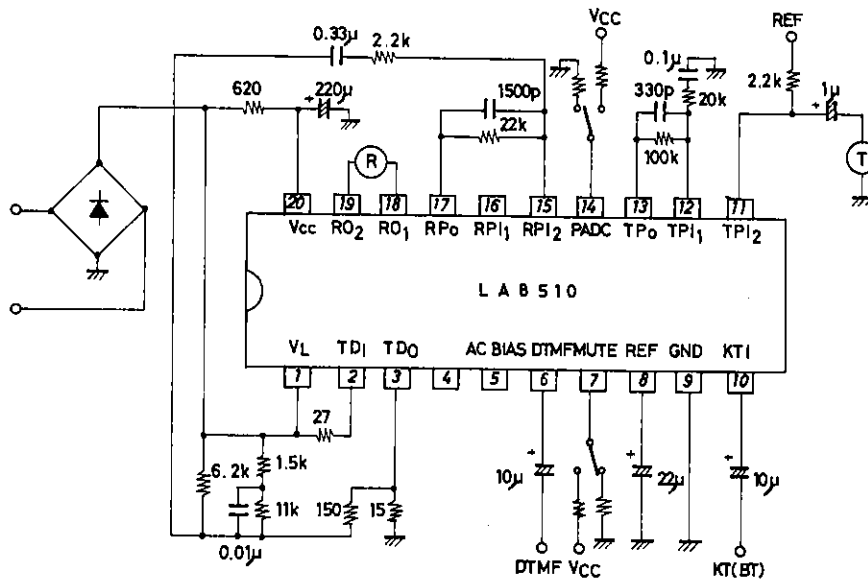 VCC REF
0.33μ 2.2k 0.1μ
620 220μ 1500p 330p 2.2k 1μ
+ 22k 20k +
R 100k T
20 19 18 17 16 15 14 13 12 11
Vcc RO2 RO1 RPo RPI1 RPI2 PADC TPo TPI1 TPI2
LAB510
VL TDI TDO AC BIAS DTMF MUTE REF GND KTI
1 2 3 4 5 6 7 8 9 10
27
6.2k 1.5k + + +
11k 150 15 10μ 22μ 10μ
0.01μ
DTMF VCC KT(BT)